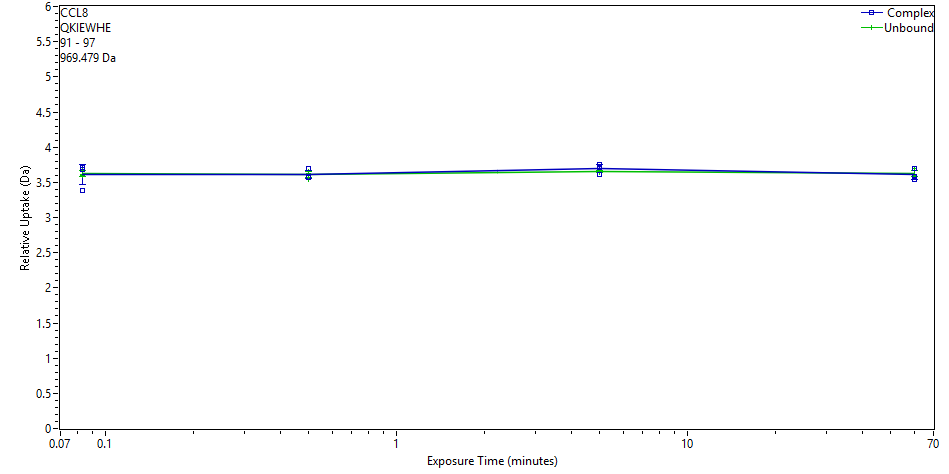 CCL8
QKIEWHE
91 - 97
969.479 Da
Complex
Unbound
6
5.5
5
4.5
4
3.5
3
2.5
2
1.5
1
0.5
0
Relative Uptake (Da)
0.07
0.1
1
10
70
Exposure Time (minutes)